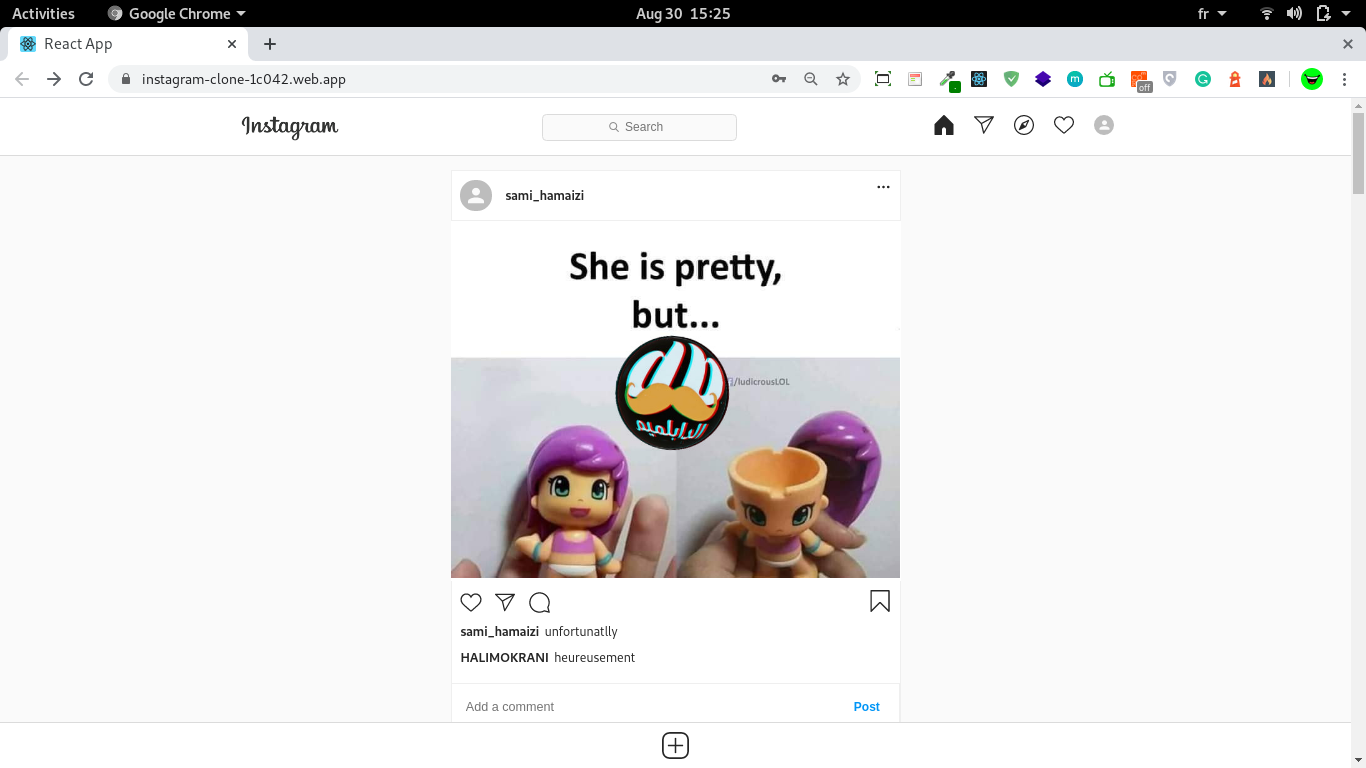 Activities Google Chrome Aug 30 15:25 fr
React App
instagram-clone-1c042.web.app
off
Instagram
Search
sami_hamaizi
She is pretty,
but...
/ludicrousLOL
sami_hamaizi unfortunatlly
HALIMOKRANI heureusement
Add a comment Post